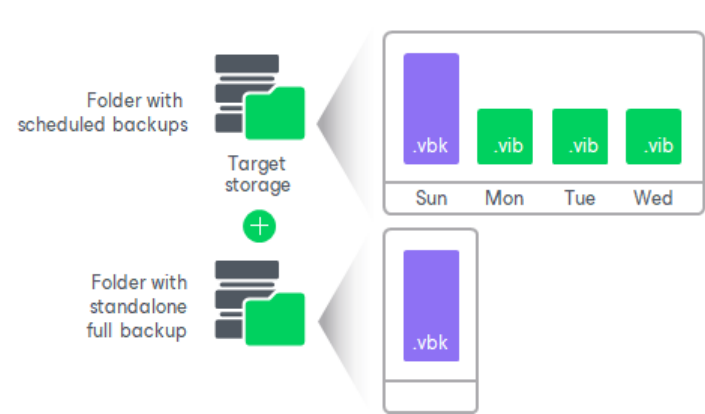 Folder with
scheduled backups
Target
storage
.vbk
.vib
.vib
.vib
Sun
Mon
Tue
Wed
Folder with
standalone
full backup
.vbk